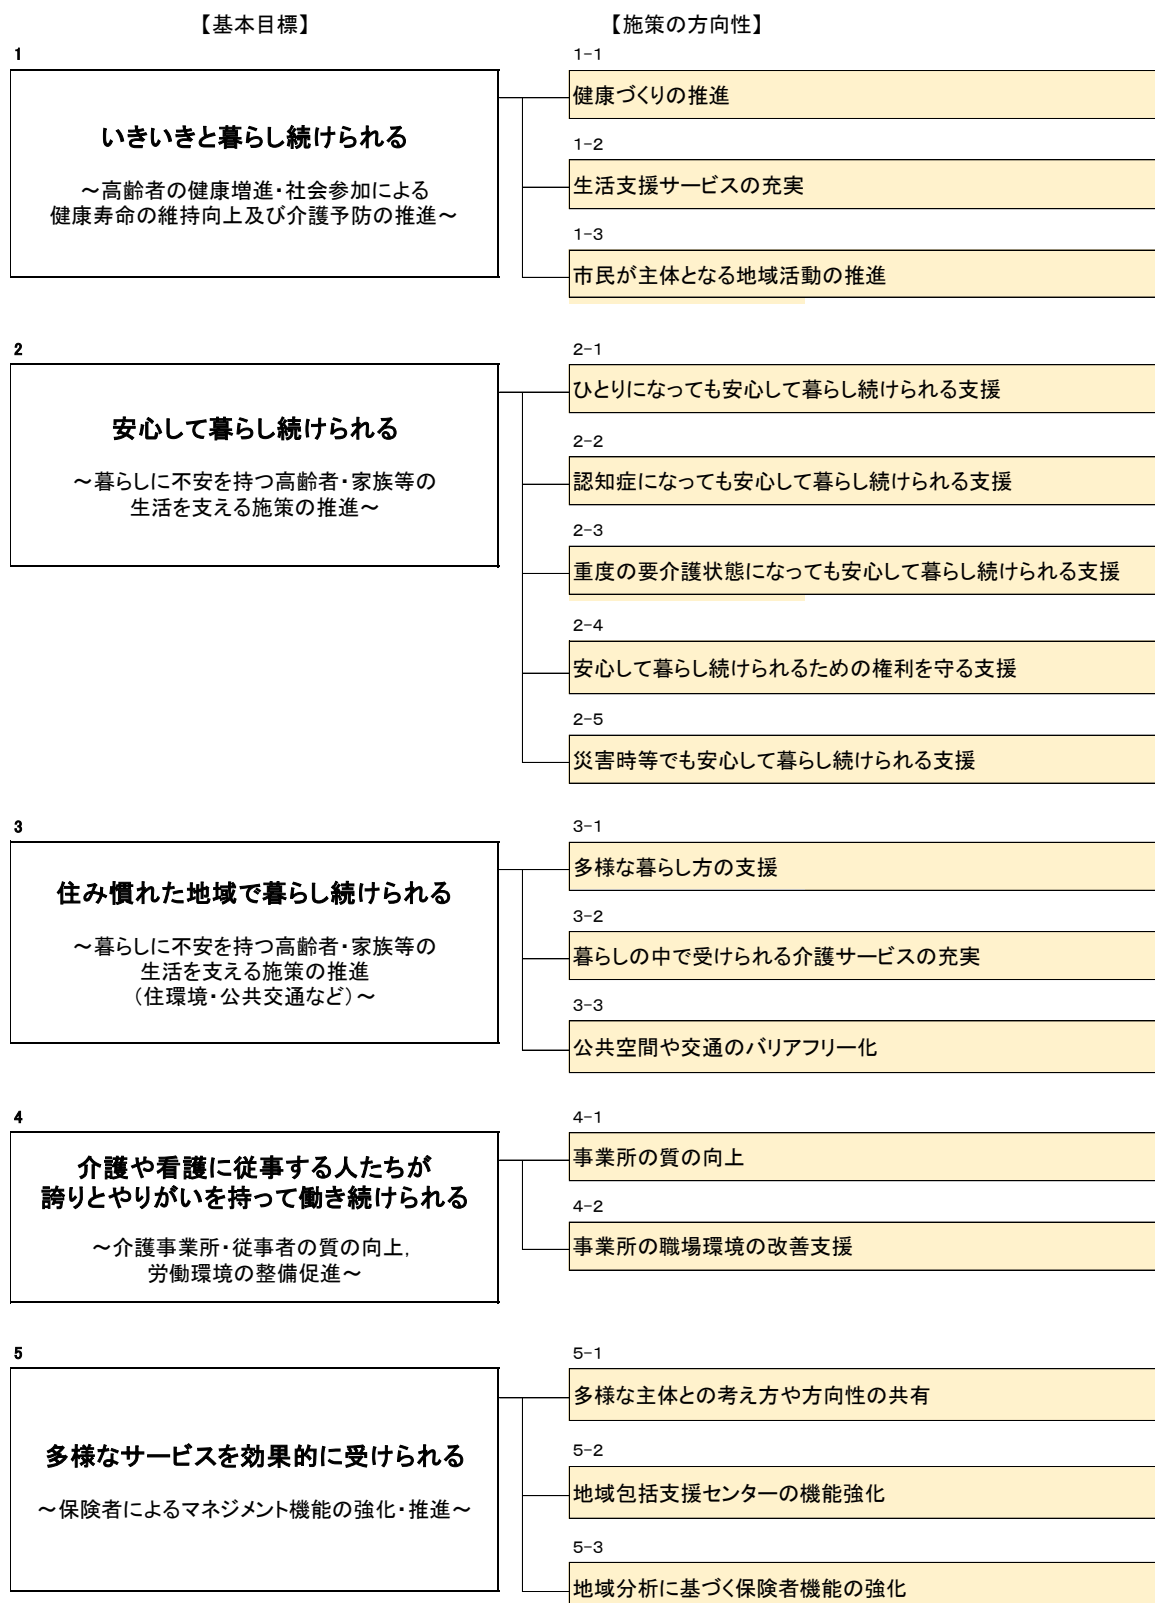 【基本目標】
【施策の方向性】
1
いきいきと暮らし続けられる
～高齢者の健康増進・社会参加による
健康寿命の維持向上及び介護予防の推進～
1-1
健康づくりの推進
1-2
生活支援サービスの充実
1-3
市民が主体となる地域活動の推進
2
安心して暮らし続けられる
～暮らしに不安を持つ高齢者・家族等の
生活を支える施策の推進～
2-1
ひとりになっても安心して暮らし続けられる支援
2-2
認知症になっても安心して暮らし続けられる支援
2-3
重度の要介護状態になっても安心して暮らし続けられる支援
2-4
安心して暮らし続けられるための権利を守る支援
2-5
災害時等でも安心して暮らし続けられる支援
3
住み慣れた地域で暮らし続けられる
～暮らしに不安を持つ高齢者・家族等の
生活を支える施策の推進
（住環境・公共交通など）～
3-1
多様な暮らし方の支援
3-2
暮らしの中で受けられる介護サービスの充実
3-3
公共空間や交通のバリアフリー化
4
介護や看護に従事する人たちが
誇りとやりがいを持って働き続けられる
～介護事業所・従事者の質の向上，
労働環境の整備促進～
4-1
事業所の質の向上
4-2
事業所の職場環境の改善支援
5
多様なサービスを効果的に受けられる
～保険者によるマネジメント機能の強化・推進～
5-1
多様な主体との考え方や方向性の共有
5-2
地域包括支援センターの機能強化
5-3
地域分析に基づく保険者機能の強化